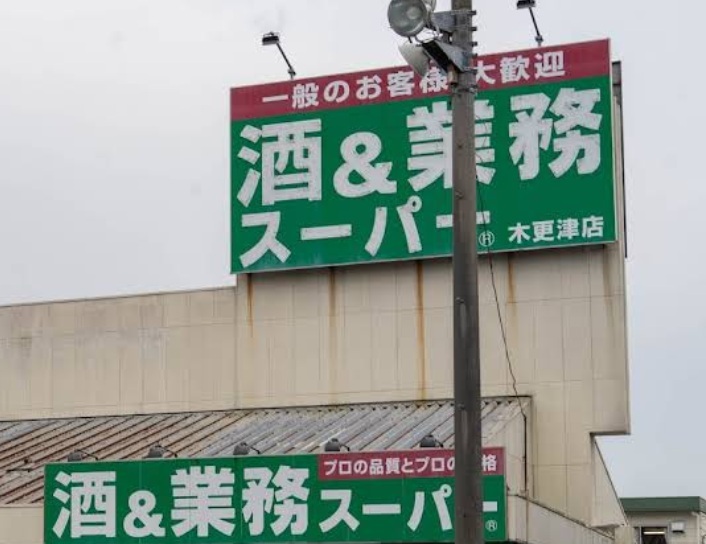 一般のお客様 大歓迎
酒&業務
スーパー Ⓗ 木更津店
プロの品質とプロの 格
酒&業務スーパー ®